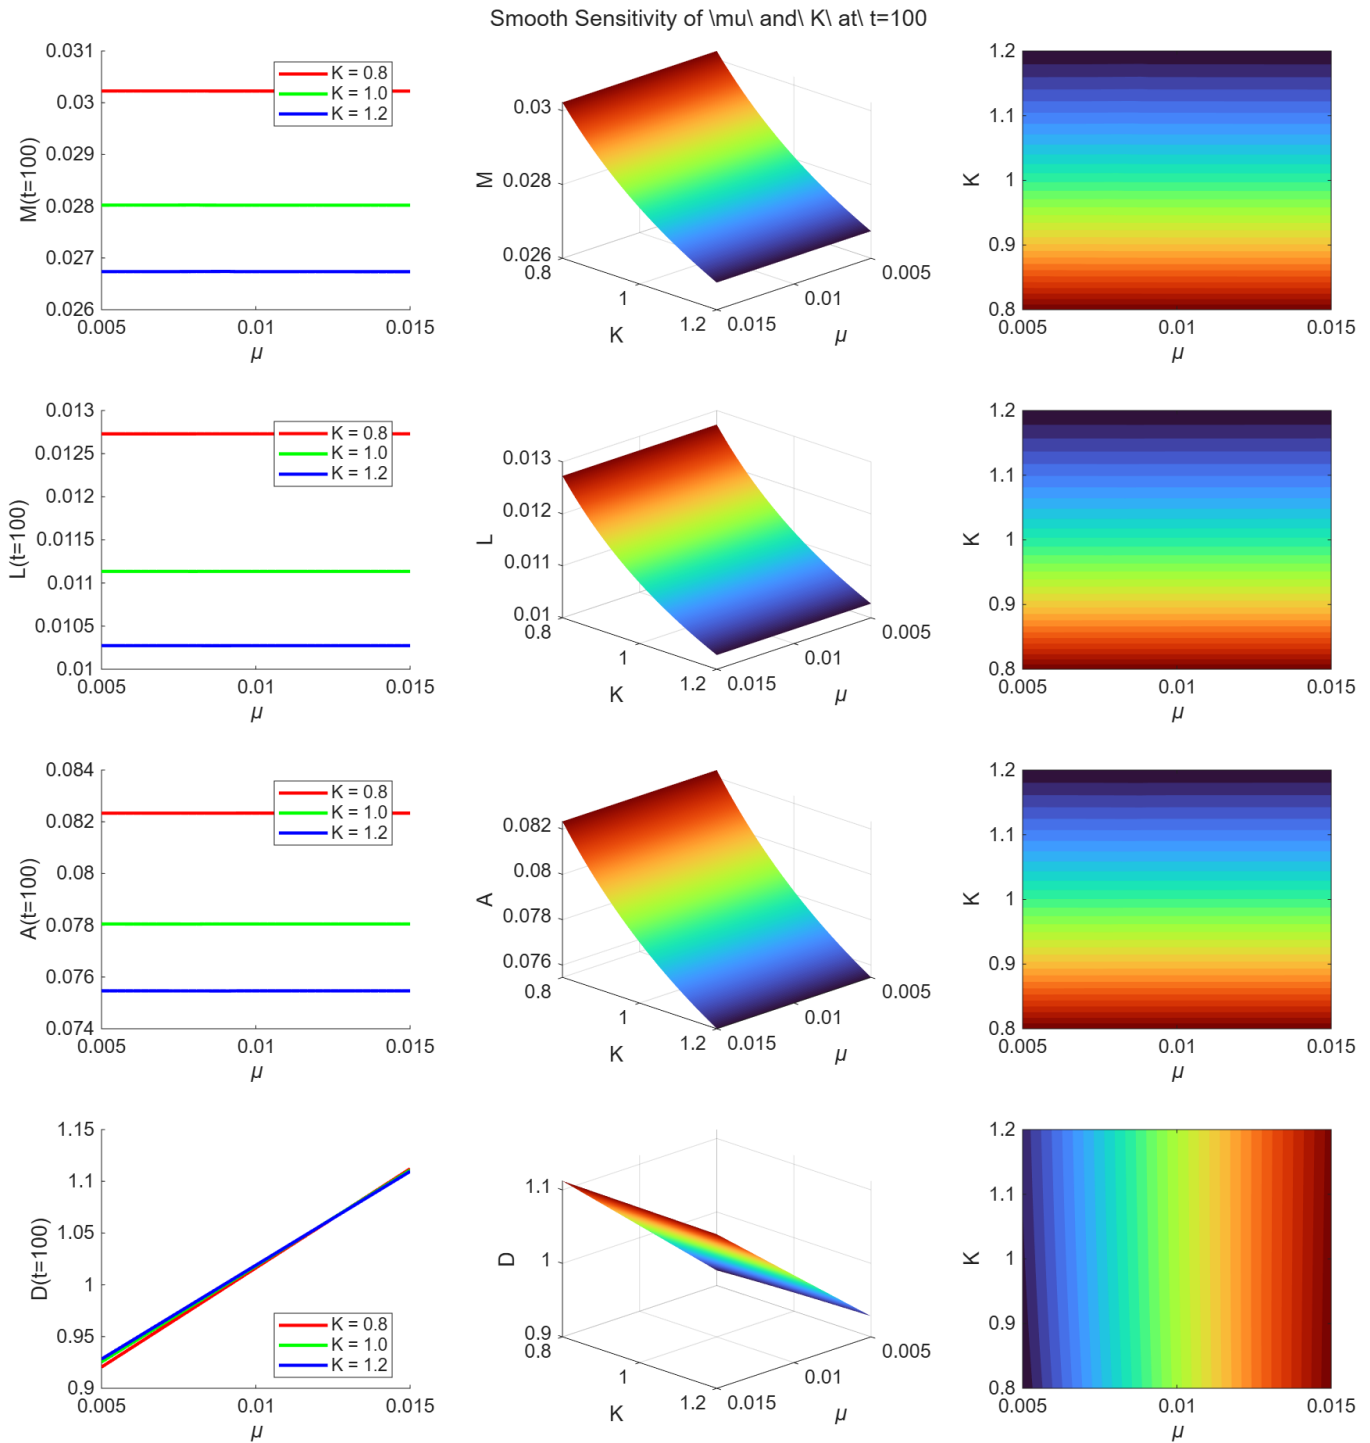 Smooth Sensitivity of \mu\ and\ K\ at\ t=100
0.031
0.03
0.029
0.028
0.027
0.026
M(t=100)
K = 0.8
K = 1.0
K = 1.2
0.005
0.01
0.015
μ
0.03
0.028
0.026
M
0.8
1
1.2
K
0.015
0.01
0.005
μ
1.2
1.1
1
0.9
0.8
K
0.005
0.01
0.015
μ
0.013
0.0125
0.012
0.0115
0.011
0.0105
0.01
L(t=100)
K = 0.8
K = 1.0
K = 1.2
0.005
0.01
0.015
μ
0.013
0.012
0.011
0.01
L
0.8
1
1.2
K
0.015
0.01
0.005
μ
1.2
1.1
1
0.9
0.8
K
0.005
0.01
0.015
μ
0.084
0.082
0.08
0.078
0.076
0.074
A(t=100)
K = 0.8
K = 1.0
K = 1.2
0.005
0.01
0.015
μ
0.082
0.08
0.078
0.076
A
0.8
1
1.2
K
0.015
0.01
0.005
μ
1.2
1.1
1
0.9
0.8
K
0.005
0.01
0.015
μ
1.15
1.1
1.05
1
0.95
0.9
D(t=100)
K = 0.8
K = 1.0
K = 1.2
0.005
0.01
0.015
μ
1.1
1
0.9
D
0.8
1
1.2
K
0.015
0.01
0.005
μ
1.2
1.1
1
0.9
0.8
K
0.005
0.01
0.015
μ